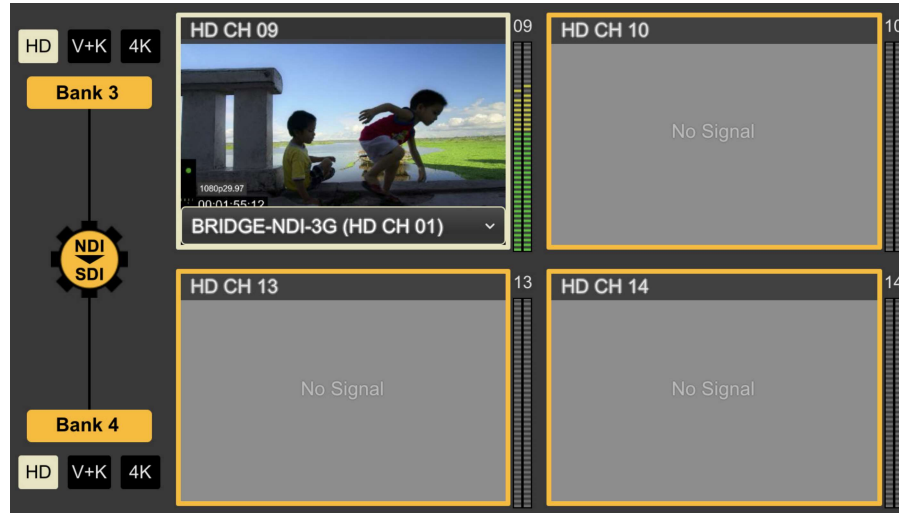 HD V+K 4K
Bank 3
NDI
SDI
Bank 4
HD V+K 4K
HD CH 09
09
1080p29.97
00:01:55:12
BRIDGE-NDI-3G (HD CH 01)
HD CH 10
10
No Signal
HD CH 13
13
No Signal
HD CH 14
14
No Signal